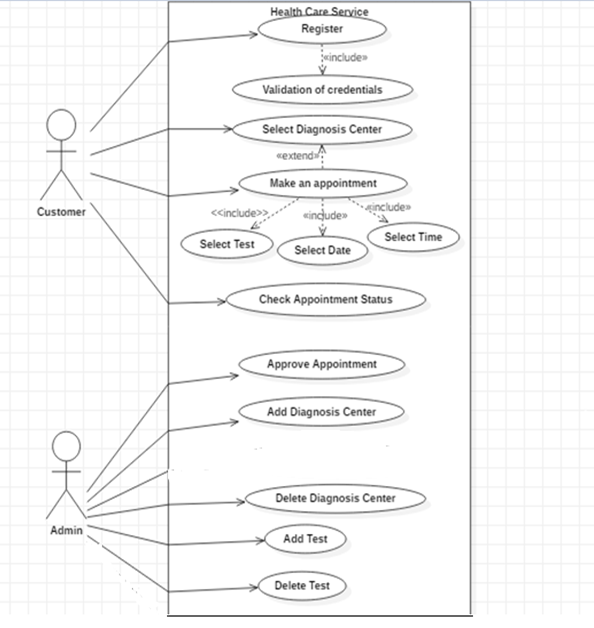 Health Care Service
Register
«include»
Validation of credentials
Select Diagnosis Center
«extend»
Make an appointment
<<include>>
«include»
«include»
Select Test
Select Date
Select Time
Customer
Check Appointment Status
Approve Appointment
Add Diagnosis Center
Delete Diagnosis Center
Admin
Add Test
Delete Test